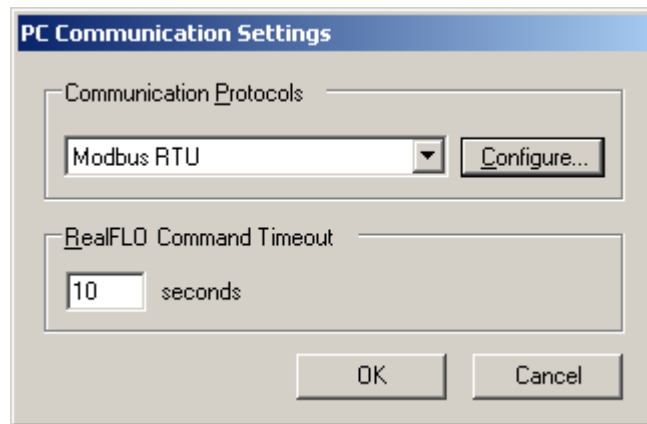 PC Communication Settings
Communication Protocols
Modbus RTU
Configure...
RealFLO Command Timeout
10 seconds
OK Cancel